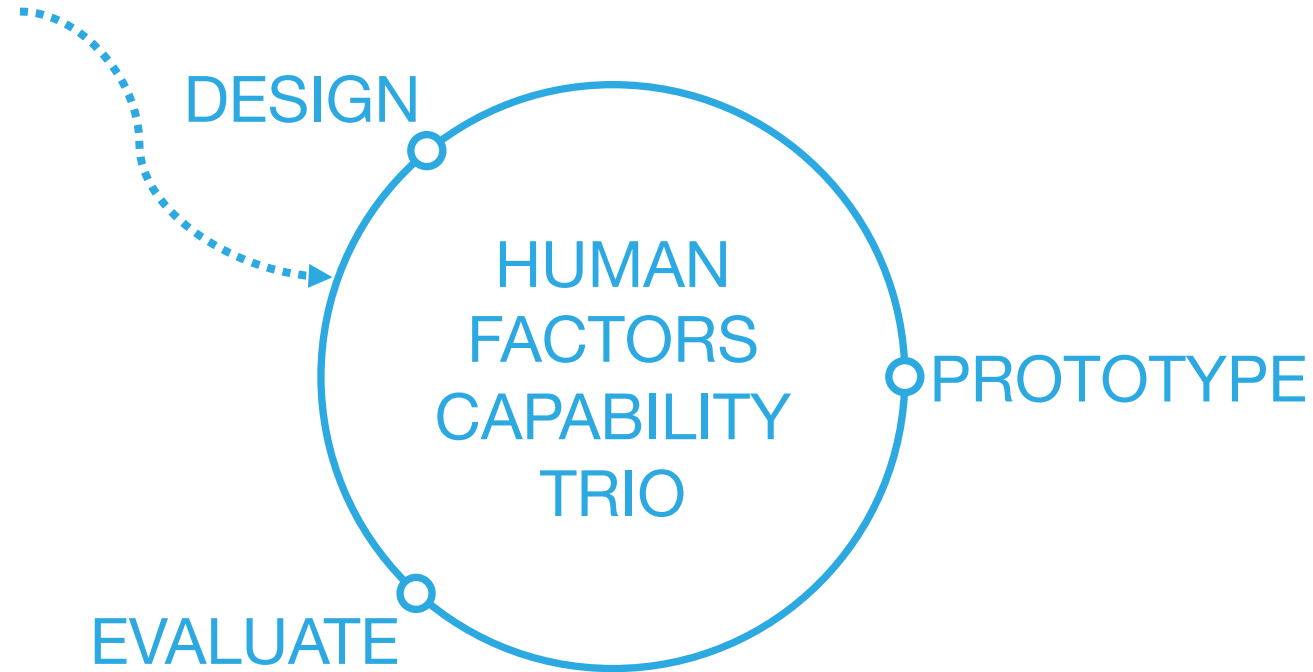 DESIGN
HUMAN
FACTORS
CAPABILITY
TRIO
PROTOTYPE
EVALUATE